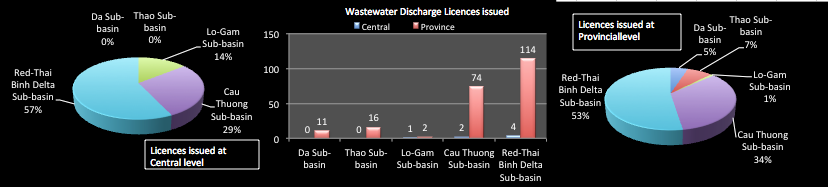 Da Sub-
basin
0%
Thao Sub-
basin
0%
Lo-Gam
Sub-basin
14%
Cau
Thuong
Sub-basin
29%
Red-Thai
Binh Delta
Sub-basin
57%
Licences issued at
Central level
Wastewater Discharge Licences issued
Central
Province
150
100
50
0
0
11
0
16
1
2
2
74
4
114
Da Sub-
basin
Thao Sub-
basin
Lo-Gam
Sub-basin
Cau Thuong
Sub-basin
Red-Thai
Binh Delta
Sub-basin
Licences issued at
Provinciallevel
Da Sub-
basin
5%
Thao Sub-
basin
7%
Lo-Gam
Sub-basin
1%
Cau Thuong
Sub-basin
34%
Red-Thai
Binh Delta
Sub-basin
53%